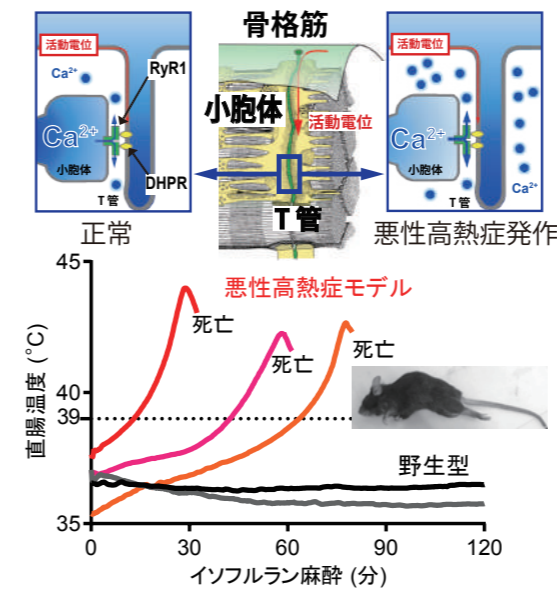 骨格筋
活動電位
Ca²⁺
RyR1
Ca²⁺
小胞体
DHPR
T管
正常
小胞体
活動電位
T管
活動電位
Ca²⁺
小胞体
Ca²⁺
T管
悪性高熱症発作
45
40
39
35
直腸温度 (°C)
悪性高熱症モデル
死亡
死亡
死亡
野生型
0
30
60
90
120
イソフルラン麻酔 (分)